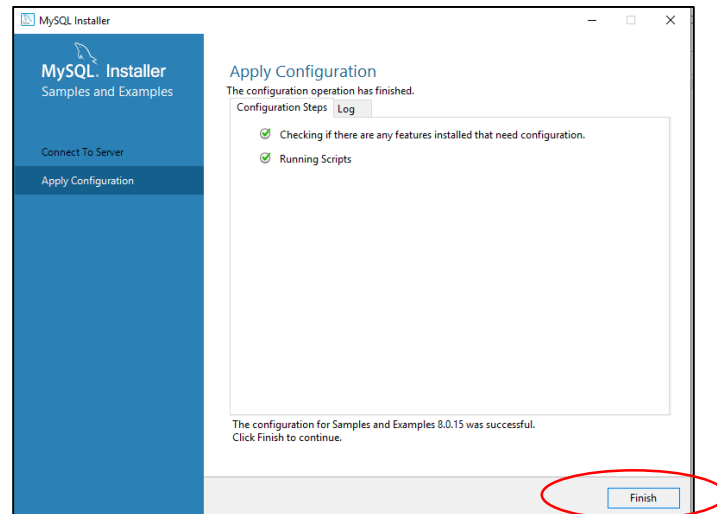 MySQL Installer
MySQL. Installer
Samples and Examples
Connect To Server
Apply Configuration
Apply Configuration
The configuration operation has finished.
Configuration Steps Log
Checking if there are any features installed that need configuration.
Running Scripts
The configuration for Samples and Examples 8.0.15 was successful.
Click Finish to continue.
Finish